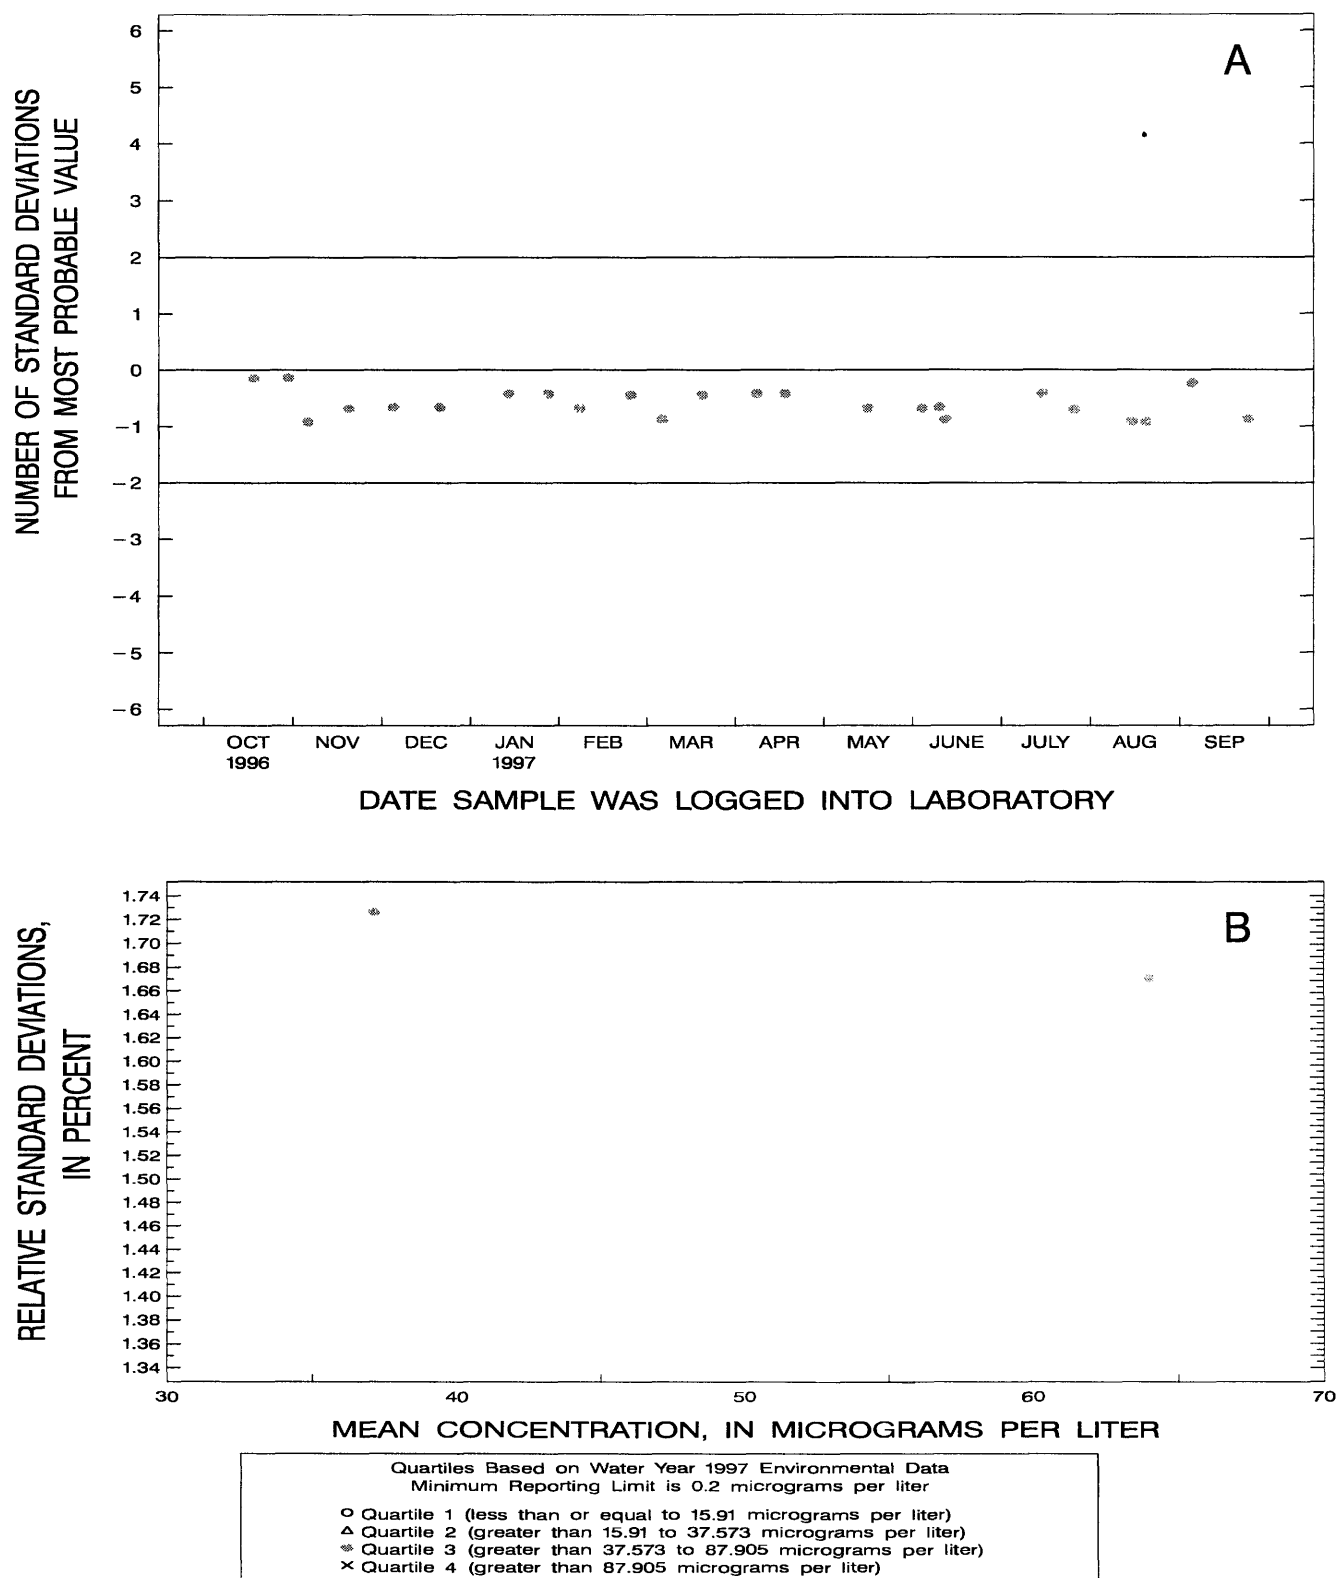 NUMBER OF STANDARD DEVIATIONS
FROM MOST PROBABLE VALUE
6
5
4
3
2
1
0
−1
−2
−3
−4
−5
−6
A
OCT NOV DEC JAN FEB MAR APR MAY JUNE JULY AUG SEP
1996 1997
DATE SAMPLE WAS LOGGED INTO LABORATORY
RELATIVE STANDARD DEVIATIONS,
IN PERCENT
1.74
1.72
1.70
1.68
1.66
1.64
1.62
1.60
1.58
1.56
1.54
1.52
1.50
1.48
1.46
1.44
1.42
1.40
1.38
1.36
1.34
B
30 40 50 60 70
MEAN CONCENTRATION, IN MICROGRAMS PER LITER
Quartiles Based on Water Year 1997 Environmental Data
Minimum Reporting Limit is 0.2 micrograms per liter
Quartile 1 (less than or equal to 15.91 micrograms per liter)
Quartile 2 (greater than 15.91 to 37.573 micrograms per liter)
Quartile 3 (greater than 37.573 to 87.905 micrograms per liter)
Quartile 4 (greater than 87.905 micrograms per liter)